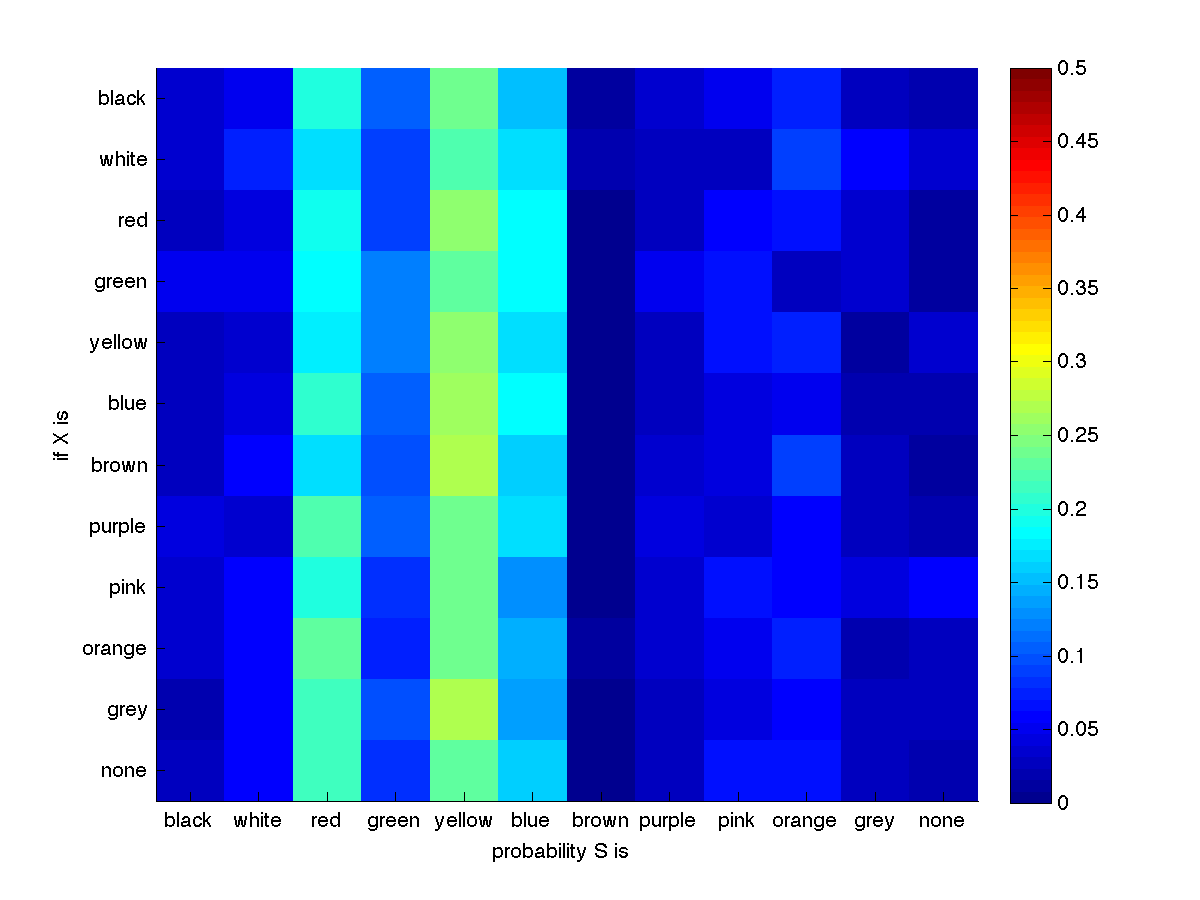 black
white
red
green
yellow
blue
brown
purple
pink
orange
grey
none
if X is
black white red green yellow blue brown purple pink orange grey none
probability S is
0.5
0.45
0.4
0.35
0.3
0.25
0.2
0.15
0.1
0.05
0